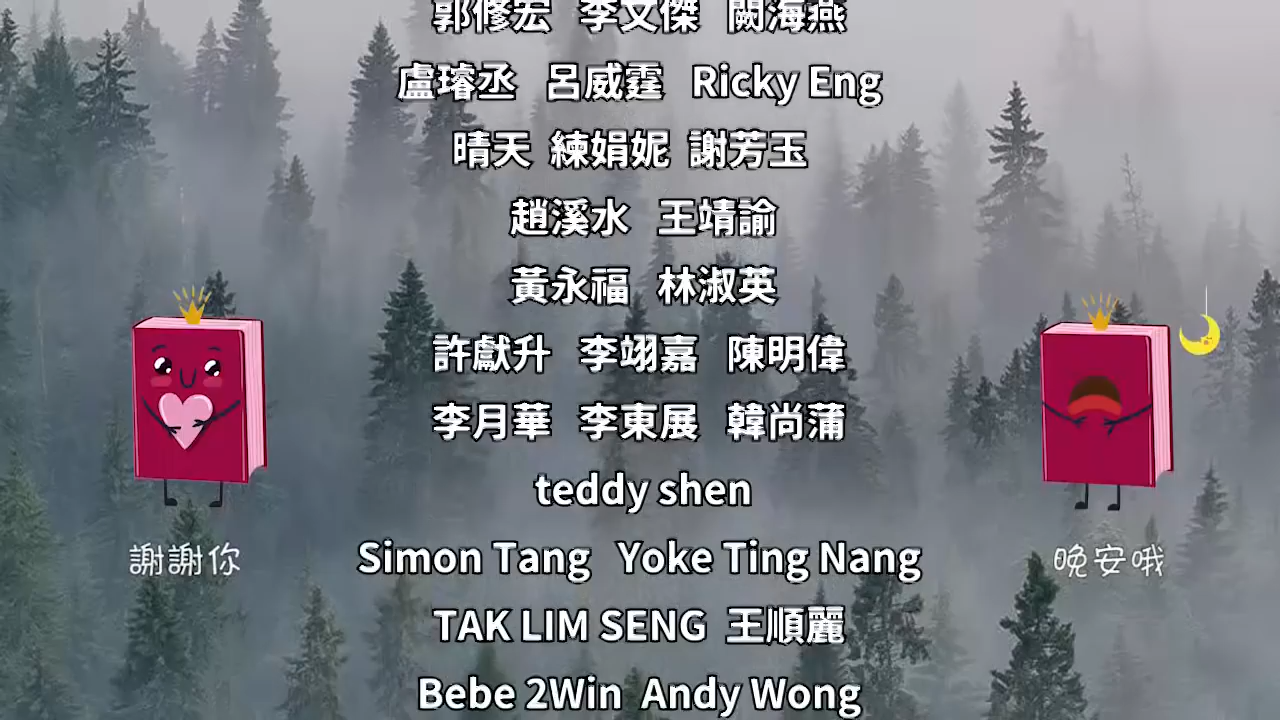 郭修宏 李文傑 闕海燕
盧璿丞 呂威霆 Ricky Eng
晴天 練娟妮 謝芳玉
趙溪水 王靖諭
黃永福 林淑英
許獻升 李翊嘉 陳明偉
李月華 李東展 韓尚蒲
teddy shen
Simon Tang Yoke Ting Nang
TAK LIM SENG 王順麗
Bebe 2Win Andy Wong
謝謝你
晚安哦